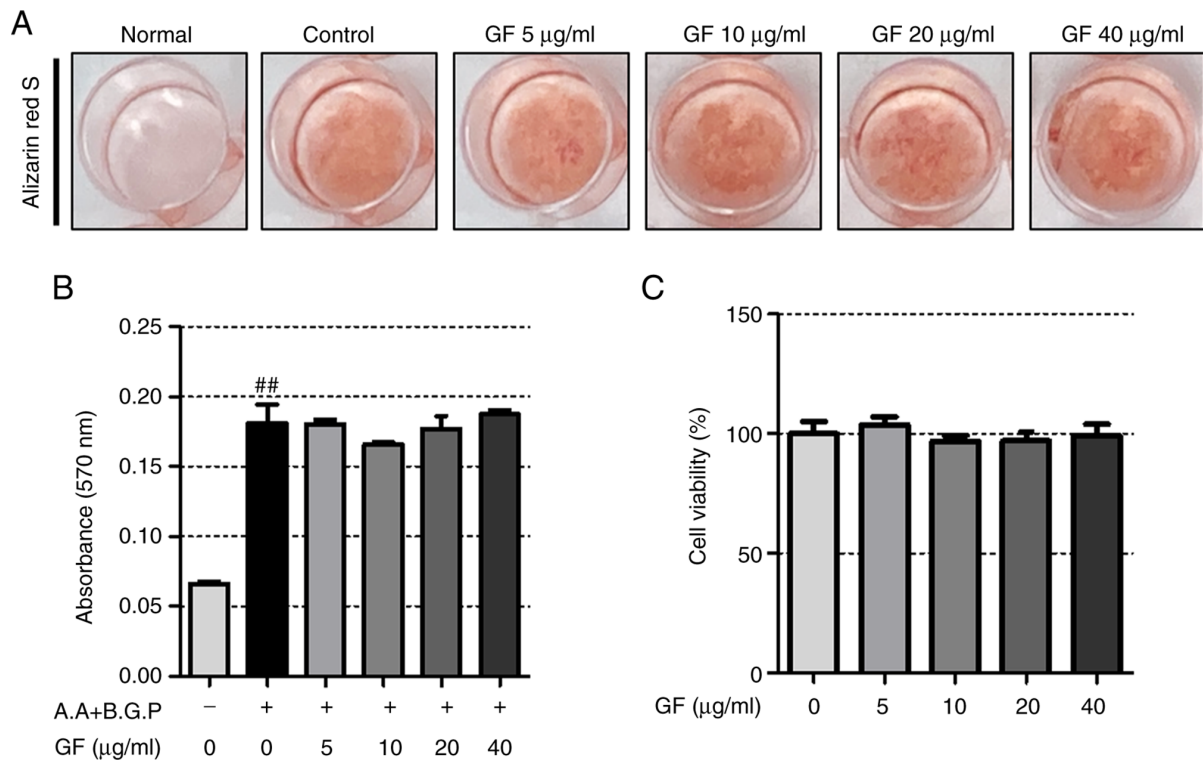 A
Normal Control GF 5 μg/ml GF 10 μg/ml GF 20 μg/ml GF 40 μg/ml
Alizarin red S
B
0.25
0.20
0.15
0.10
0.05
0.00
Absorbance (570 nm)
##
A.A+B.G.P − + + + + +
GF (μg/ml) 0 0 5 10 20 40
C
150
100
50
0
Cell viability (%)
GF (μg/ml) 0 5 10 20 40